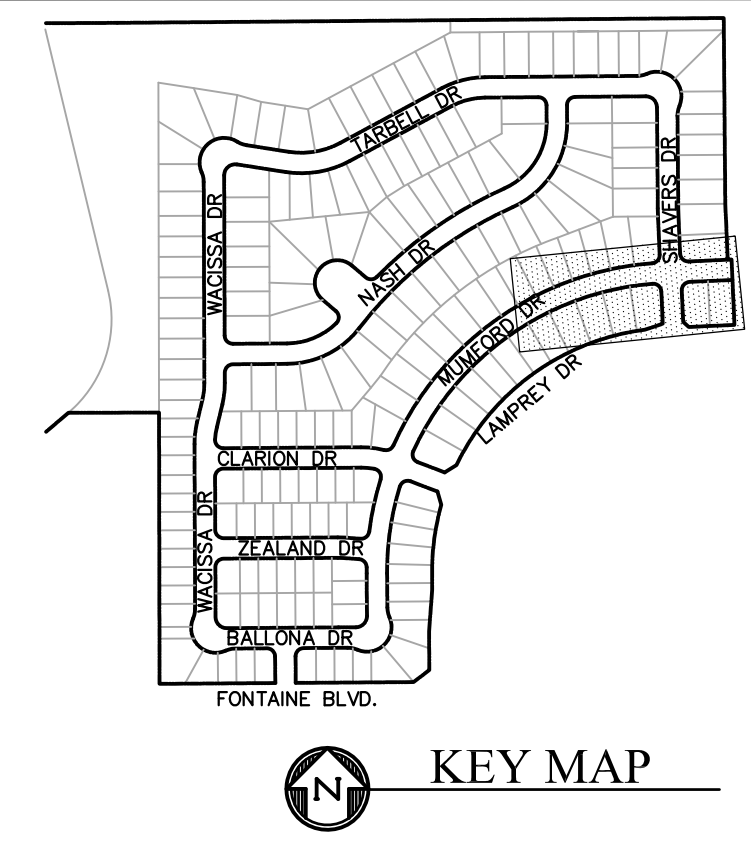 TARBELL DR
SHAVERS DR
WACISSA DR
NASH DR
MUMFORD DR
LAMPREY DR
CLARION DR
WACISSA DR
ZEALAND DR
BALLONA DR
FONTAINE BLVD.
N
KEY MAP